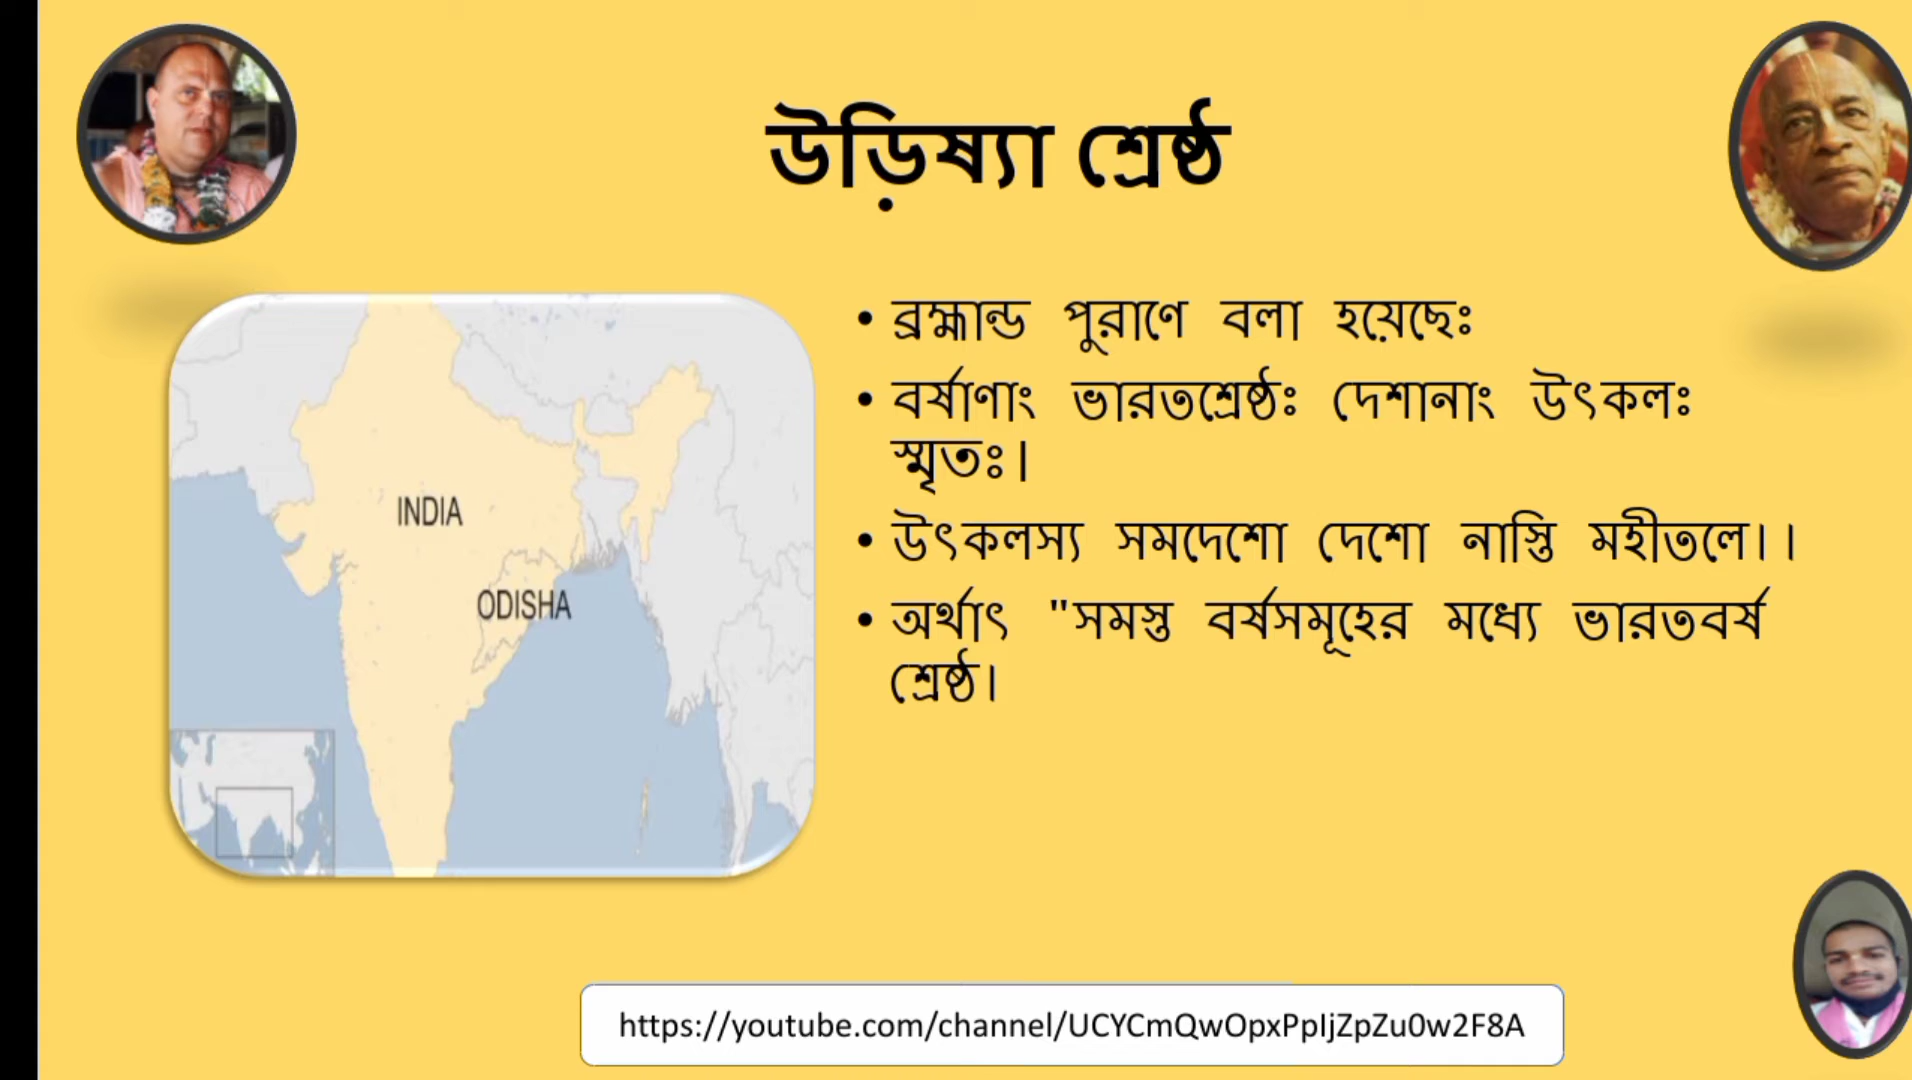 উড়িষ্যা শ্রেষ্ঠ
• ব্রহ্মান্ড পুরাণে বলা হয়েছেঃ
• বর্ষাণাং ভারতশ্রেষ্ঠঃ দেশানাং উৎকলঃ
স্মৃতঃ।
• উৎকলস্য সমদেশো দেশো নাস্তি মহীতলে।।
• অর্থাৎ "সমস্ত বর্ষসমূহের মধ্যে ভারতবর্ষ
শ্রেষ্ঠ।
INDIA
ODISHA
https://youtube.com/channel/UCYCmQwOpxPpIjZpZu0w2F8A